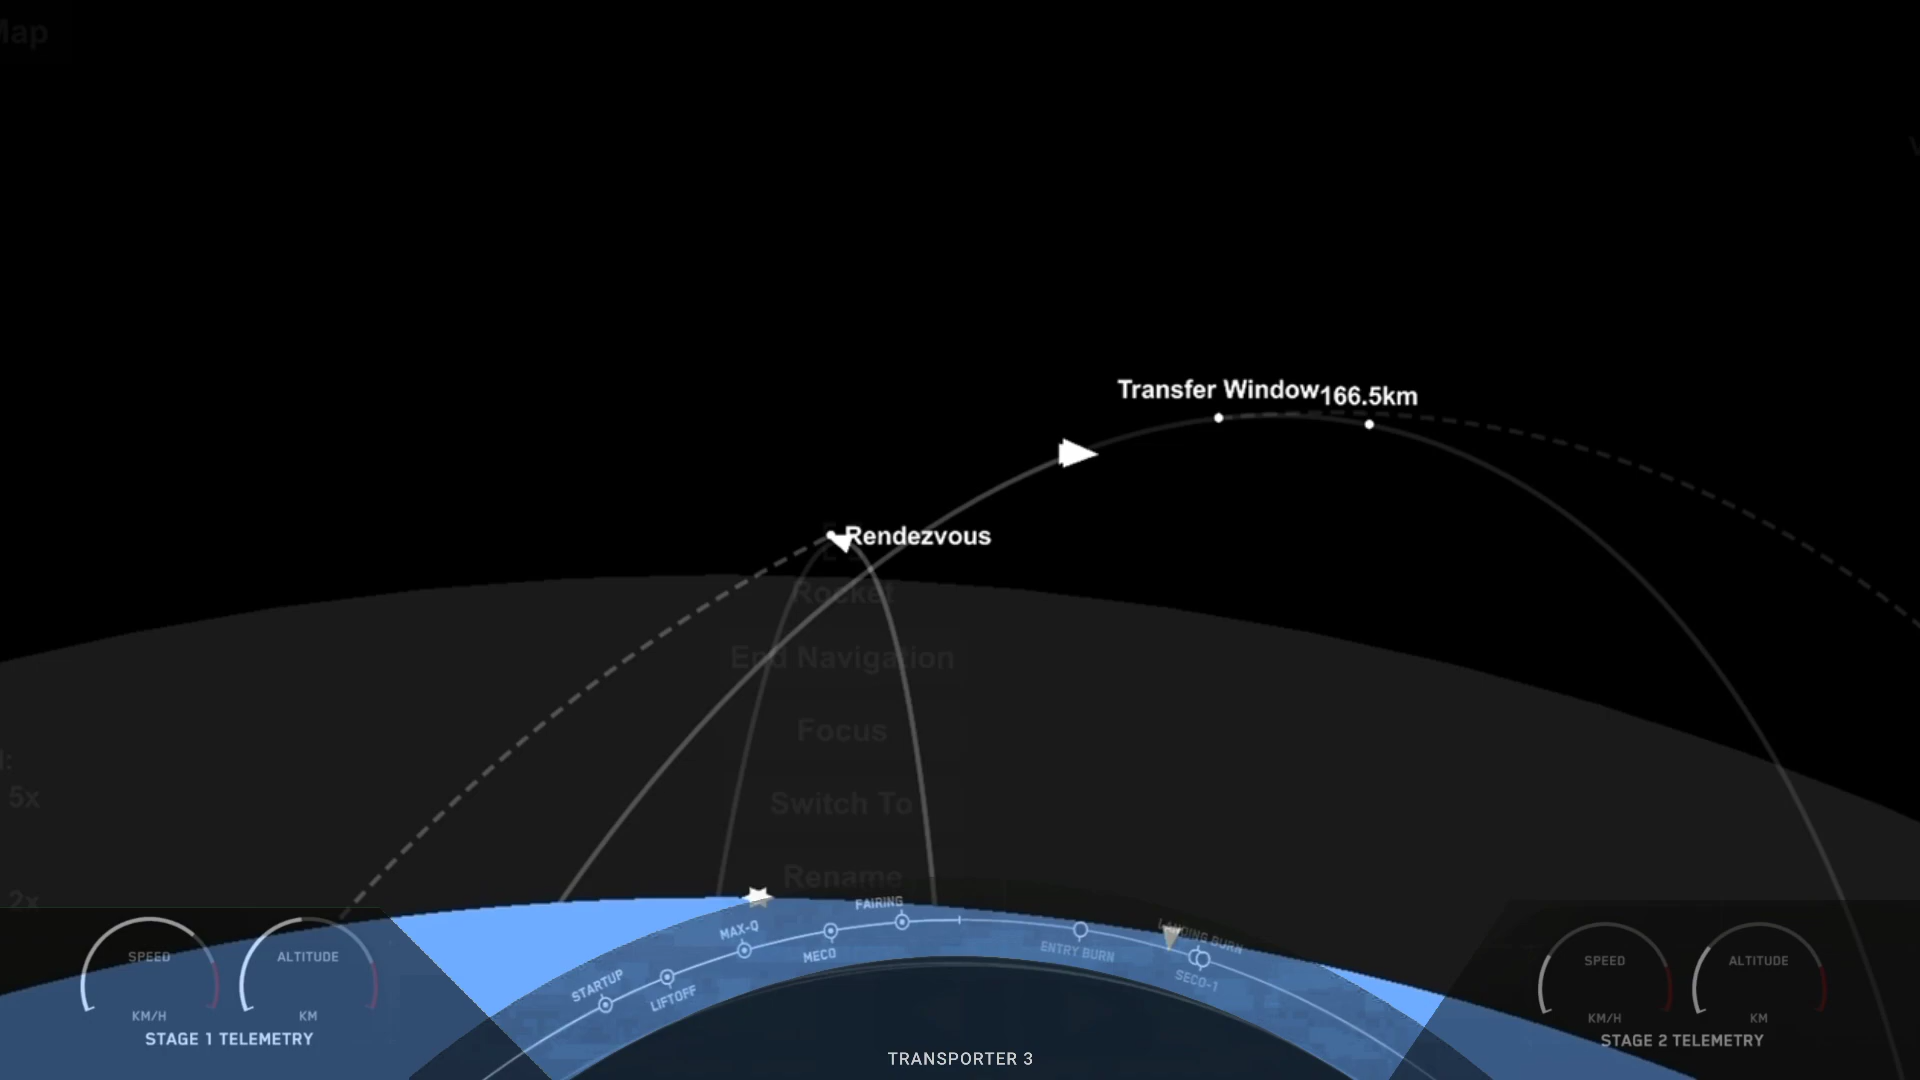 Map
Transfer Window
166.5km
Rendezvous
Rocket
End Navigation
Focus
5x
Switch To
Rename
2x
FAIRING
MAX-Q
MECO
LANDING BURN
ENTRY BURN
SECO-1
STARTUP
LIFTOFF
SPEED
KM/H
ALTITUDE
KM
STAGE 1 TELEMETRY
SPEED
KM/H
ALTITUDE
KM
STAGE 2 TELEMETRY
TRANSPORTER 3